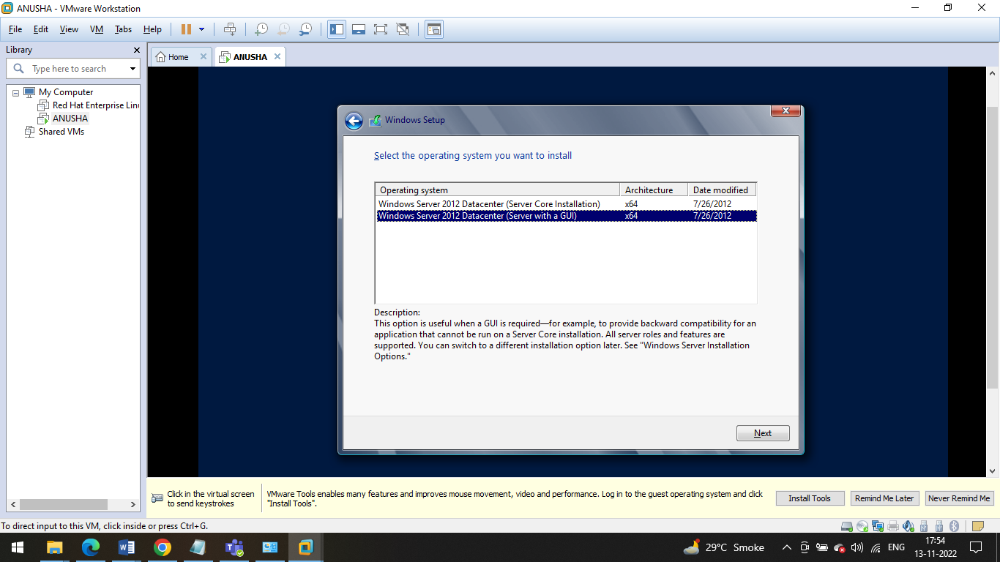 ANUSHA - VMware Workstation
File Edit View VM Tabs Help
Library
Type here to search
My Computer
Red Hat Enterprise Linu
ANUSHA
Shared VMs
Home
ANUSHA
Windows Setup
Select the operating system you want to install
Operating system Architecture Date modified
Windows Server 2012 Datacenter (Server Core Installation) x64 7/26/2012
Windows Server 2012 Datacenter (Server with a GUI) x64 7/26/2012
Description:
This option is useful when a GUI is required—for example, to provide backward compatibility for an
application that cannot be run on a Server Core installation. All server roles and features are
supported. You can switch to a different installation option later. See "Windows Server Installation
Options."
Next
Click in the virtual screen
to send keystrokes
VMware Tools enables many features and improves mouse movement, video and performance. Log in to the guest operating system and click
"Install Tools".
Install Tools
Remind Me Later
Never Remind Me
To direct input to this VM, click inside or press Ctrl+G.
29°C Smoke
ENG
17:54
13-11-2022